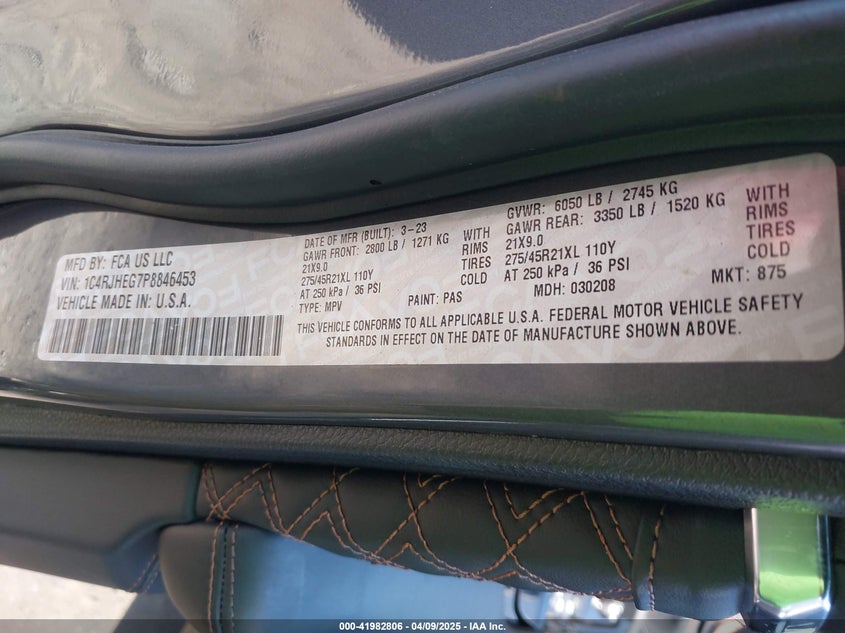 MFD BY: FCA US LLC
VIN: 1C4RJHEG7P8846453
VEHICLE MADE IN U.S.A.
DATE OF MFR (BUILT): 3-23
GAWR FRONT: 2800 LB / 1271 KG WITH
21X9.0 RIMS
275/45R21XL 110Y TIRES
AT 250 kPa / 36 PSI COLD
TYPE: MPV PAINT: PAS
GVWR: 6050 LB / 2745 KG
GAWR REAR: 3350 LB / 1520 KG WITH
21X9.0 RIMS
275/45R21XL 110Y TIRES
AT 250 kPa / 36 PSI COLD
MDH: 030208 MKT: 875
THIS VEHICLE CONFORMS TO ALL APPLICABLE U.S.A. FEDERAL MOTOR VEHICLE SAFETY
STANDARDS IN EFFECT ON THE DATE OF MANUFACTURE SHOWN ABOVE.
000-41982806 | 04/09/2025 - IAA Inc.